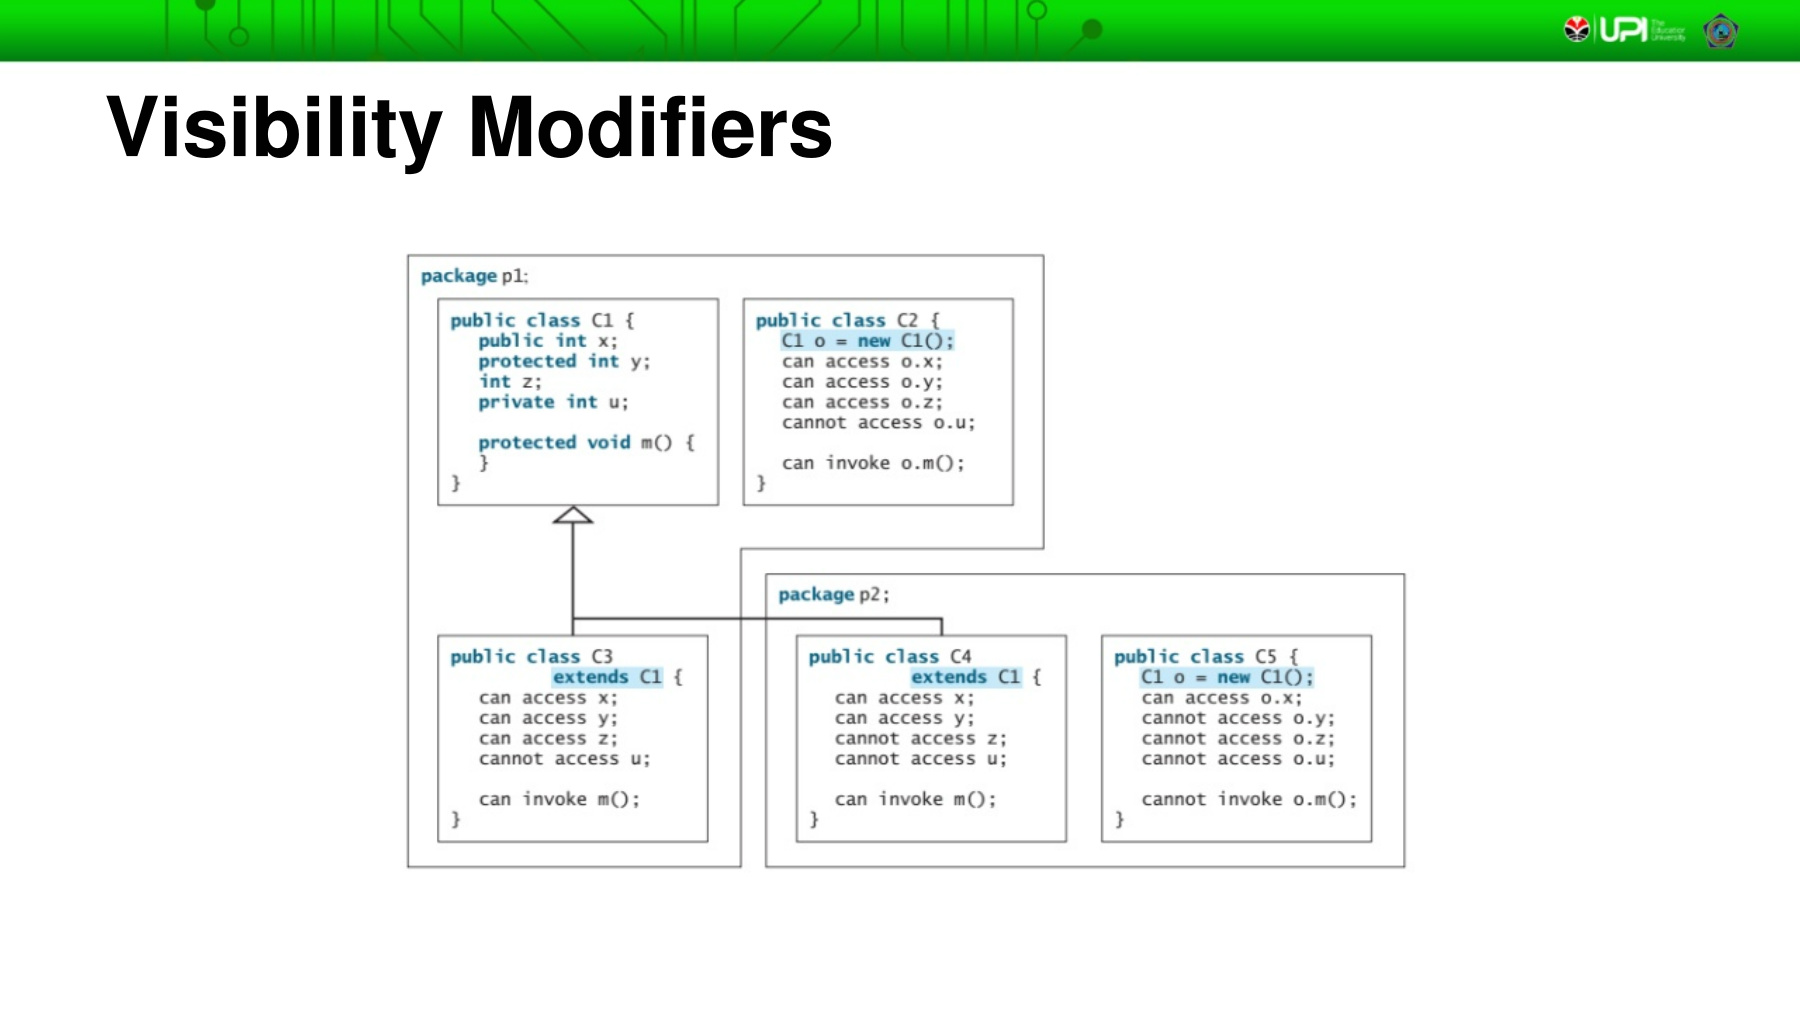 UPI The Education University
Visibility Modifiers
package p1;
public class C1 {
public int x;
protected int y;
int z;
private int u;
protected void m() {
}
}
public class C2 {
C1 o = new C1();
can access o.x;
can access o.y;
can access o.z;
cannot access o.u;
can invoke o.m();
}
public class C3
extends C1 {
can access x;
can access y;
can access z;
cannot access u;
can invoke m();
}
package p2;
public class C4
extends C1 {
can access x;
can access y;
cannot access z;
cannot access u;
can invoke m();
}
public class C5 {
C1 o = new C1();
can access o.x;
cannot access o.y;
cannot access o.z;
cannot access o.u;
cannot invoke o.m();
}